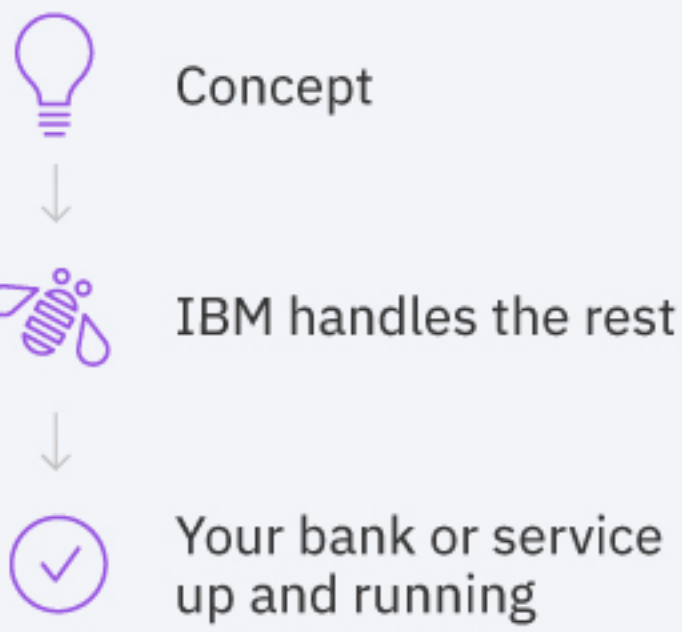 Concept
IBM handles the rest
Your bank or service
up and running